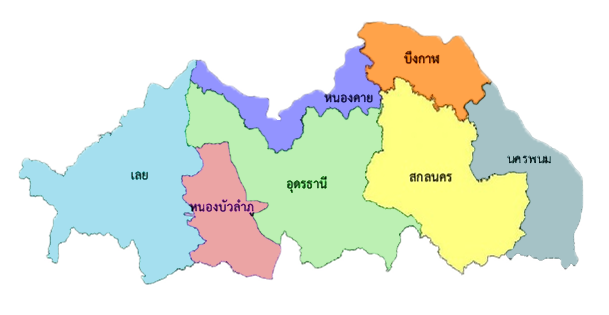 บึงกาฬ
หนองคาย
นครพนม
เลย
อุดรธานี
สกลนคร
หนองบัวลำภู